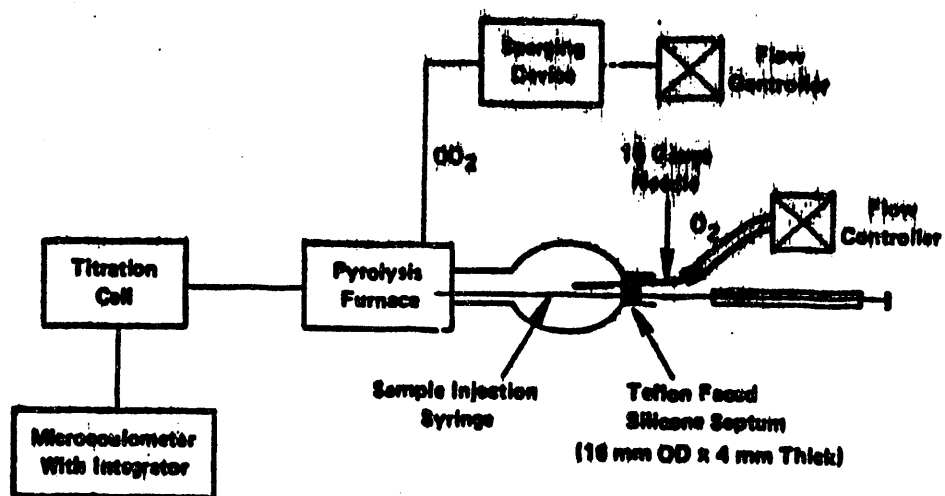 Sparging
Device
Flow
Controller
CO2
16 Gauge
Needle
O2
Flow
Controller
Titration
Cell
Pyrolysis
Furnace
Sample Injection
Syringe
Teflon Faced
Silicone Septum
(16 mm OD x 4 mm Thick)
Microcoulometer
With Integrator